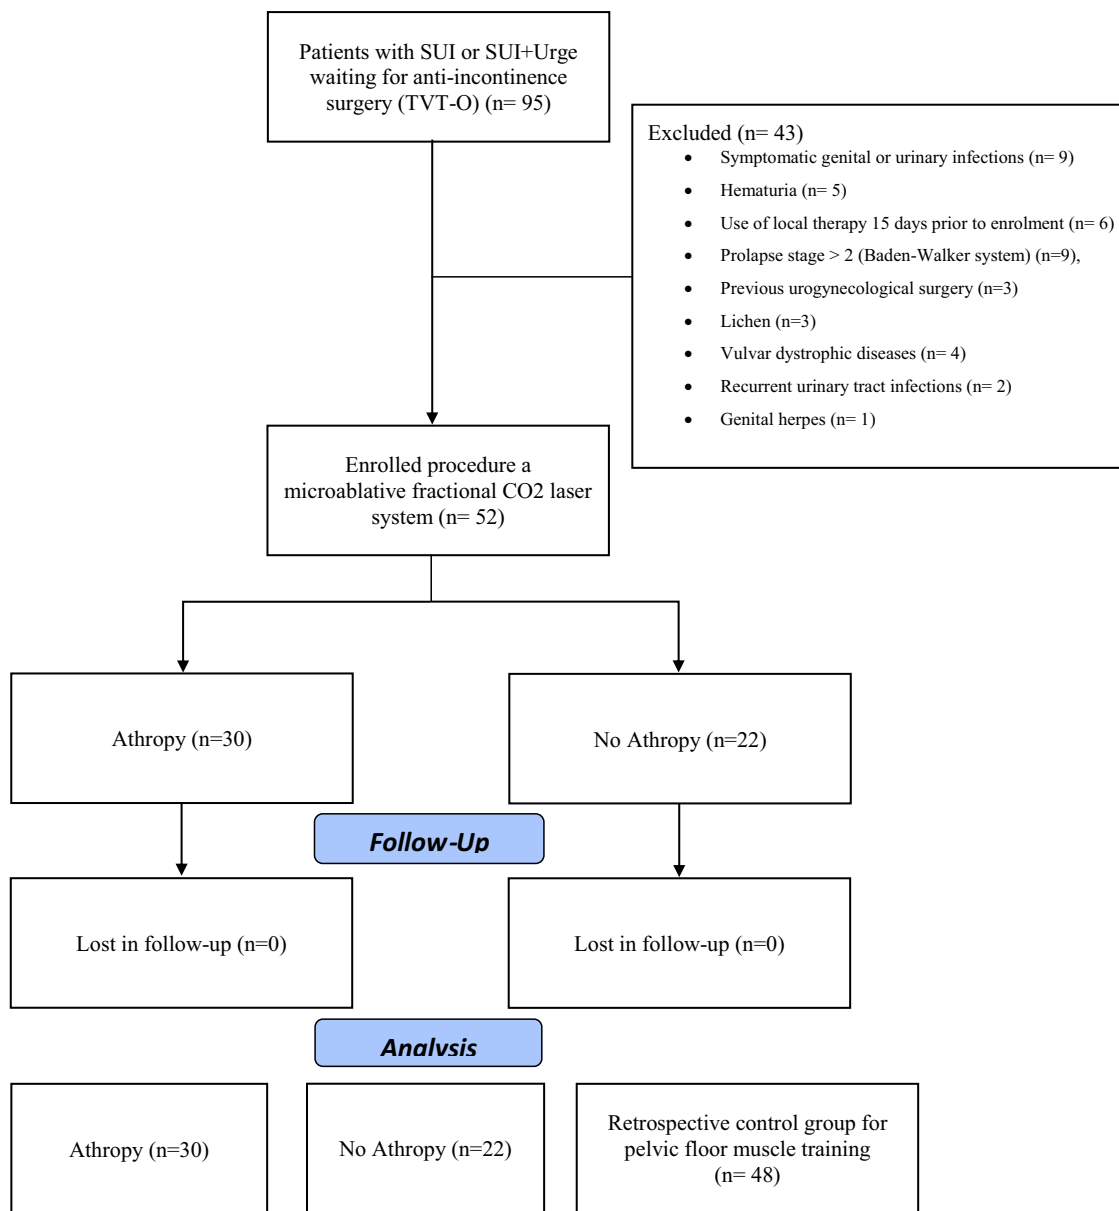 Patients with SUI or SUI+Urge
waiting for anti-incontinence
surgery (TVT-O) (n= 95)
Excluded (n= 43)
• Symptomatic genital or urinary infections (n= 9)
• Hematuria (n= 5)
• Use of local therapy 15 days prior to enrolment (n= 6)
• Prolapse stage > 2 (Baden-Walker system) (n=9),
• Previous urogynecological surgery (n=3)
• Lichen (n=3)
• Vulvar dystrophic diseases (n= 4)
• Recurrent urinary tract infections (n= 2)
• Genital herpes (n= 1)
Enrolled procedure a
microablative fractional CO2 laser
system (n= 52)
Athropy (n=30)
No Athropy (n=22)
Follow-Up
Lost in follow-up (n=0)
Lost in follow-up (n=0)
Analysis
Athropy (n=30)
No Athropy (n=22)
Retrospective control group for
pelvic floor muscle training
(n= 48)